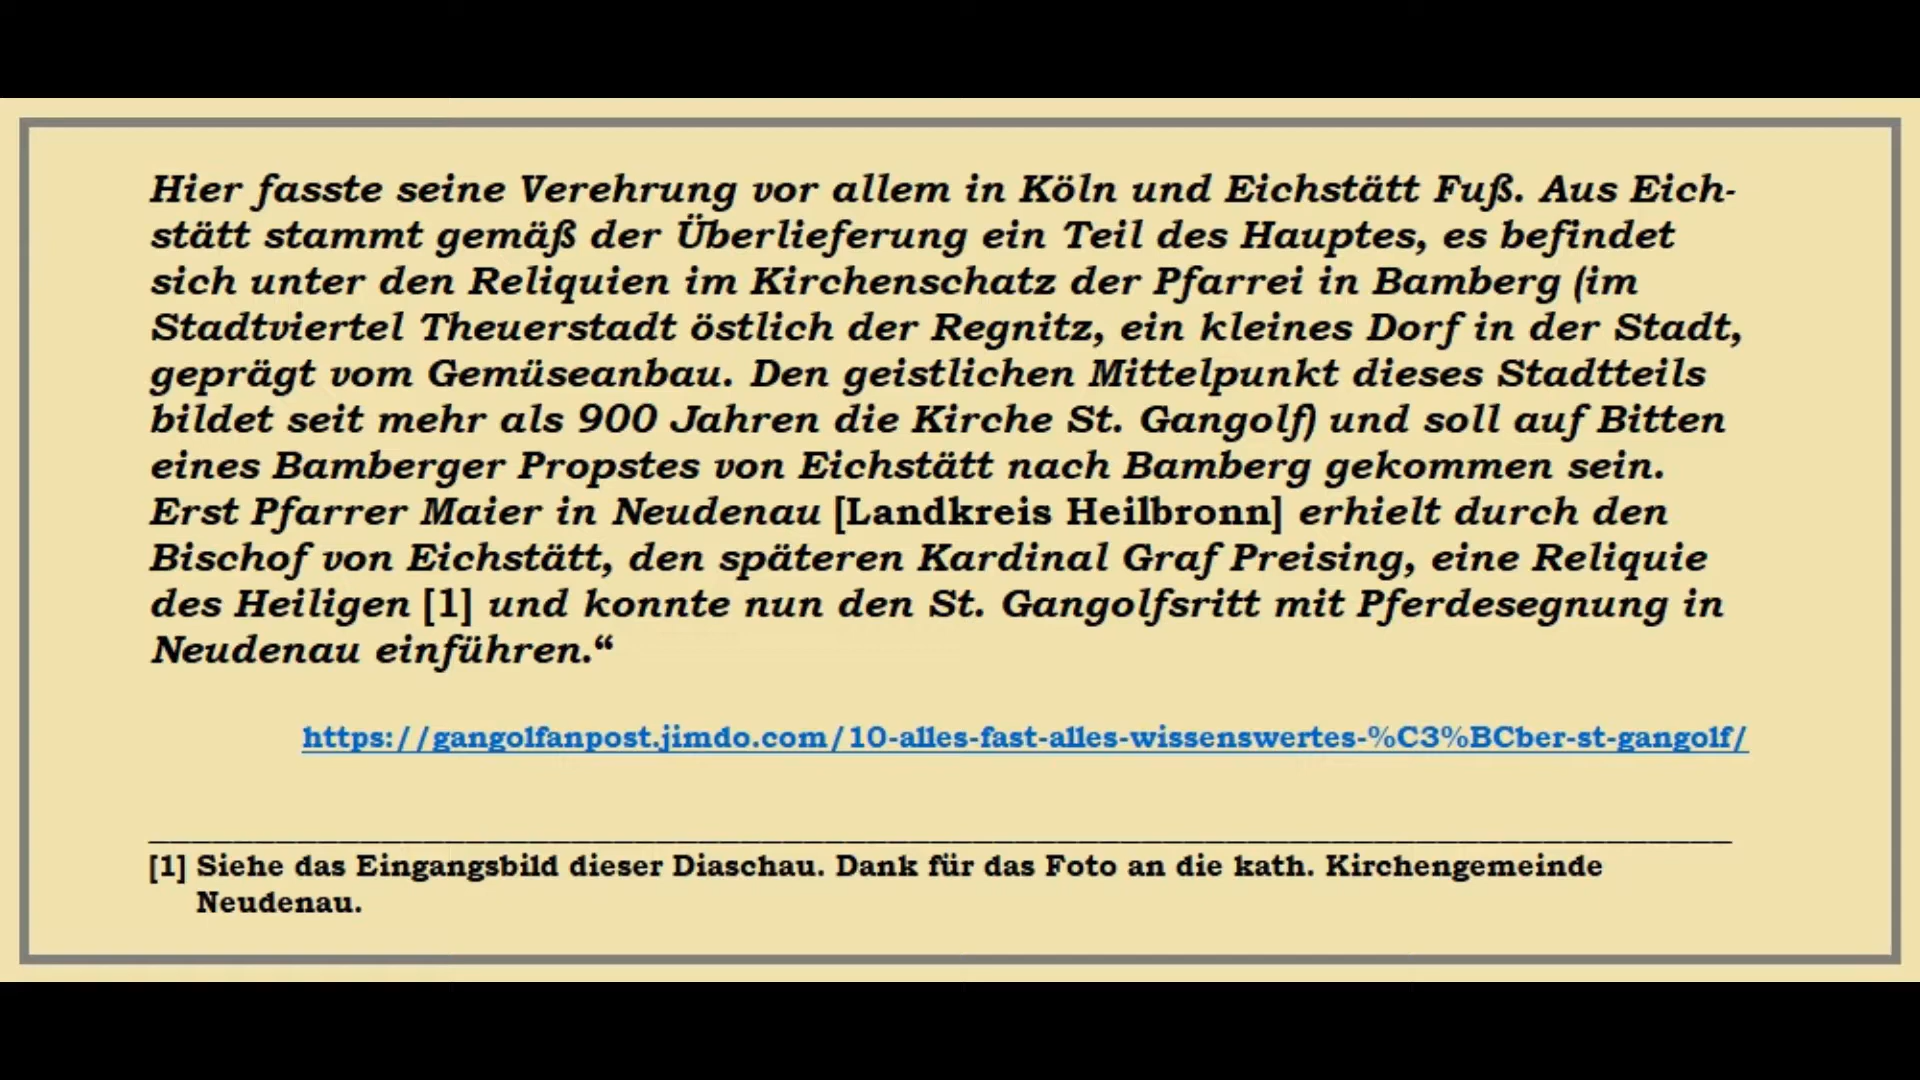 Hier fasste seine Verehrung vor allem in Köln und Eichstätt Fuß. Aus Eich-
stätt stammt gemäß der Überlieferung ein Teil des Hauptes, es befindet
sich unter den Reliquien im Kirchenschatz der Pfarrei in Bamberg (im
Stadtviertel Theuerstadt östlich der Regnitz, ein kleines Dorf in der Stadt,
geprägt vom Gemüseanbau. Den geistlichen Mittelpunkt dieses Stadtteils
bildet seit mehr als 900 Jahren die Kirche St. Gangolf) und soll auf Bitten
eines Bamberger Propstes von Eichstätt nach Bamberg gekommen sein.
Erst Pfarrer Maier in Neudenau [Landkreis Heilbronn] erhielt durch den
Bischof von Eichstätt, den späteren Kardinal Graf Preising, eine Reliquie
des Heiligen [1] und konnte nun den St. Gangolfsritt mit Pferdesegnung in
Neudenau einführen.“
https://gangolfanpost.jimdo.com/10-alles-fast-alles-wissenswertes-%C3%BCber-st-gangolf/
[1] Siehe das Eingangsbild dieser Diaschau. Dank für das Foto an die kath. Kirchengemeinde
Neudenau.